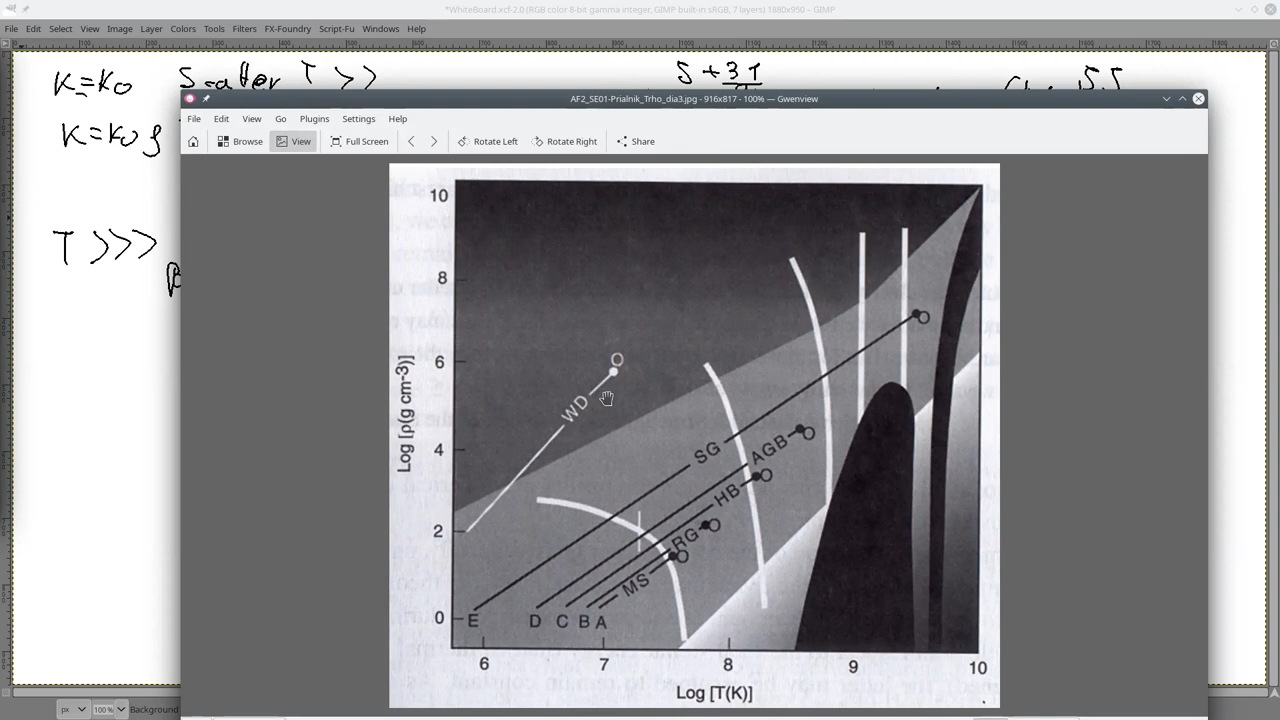 *WhiteBoard.xcf-2.0 (RGB color 8-bit gamma integer, GIMP built-in sRGB, 7 layers) 1880x950 – GIMP
File Edit Select View Image Layer Colors Tools Filters FX-Foundry Script-Fu Windows Help
K=K0 T >>
5 + 3T
K=K0 ρ
T >>>
AF2_SE01-Prialnik_Trho_dia3.jpg - 916x817 - 100% — Gwenview
File Edit View Go Plugins Settings Help
Browse View Full Screen Rotate Left Rotate Right Share
10
8
6
4
2
0
Log [ρ(g cm-3)]
WD O
SG O
AGB O
HB O
RG O
MS O
E D C B A
6 7 8 9 10
Log [T(K)]
px 100% Background